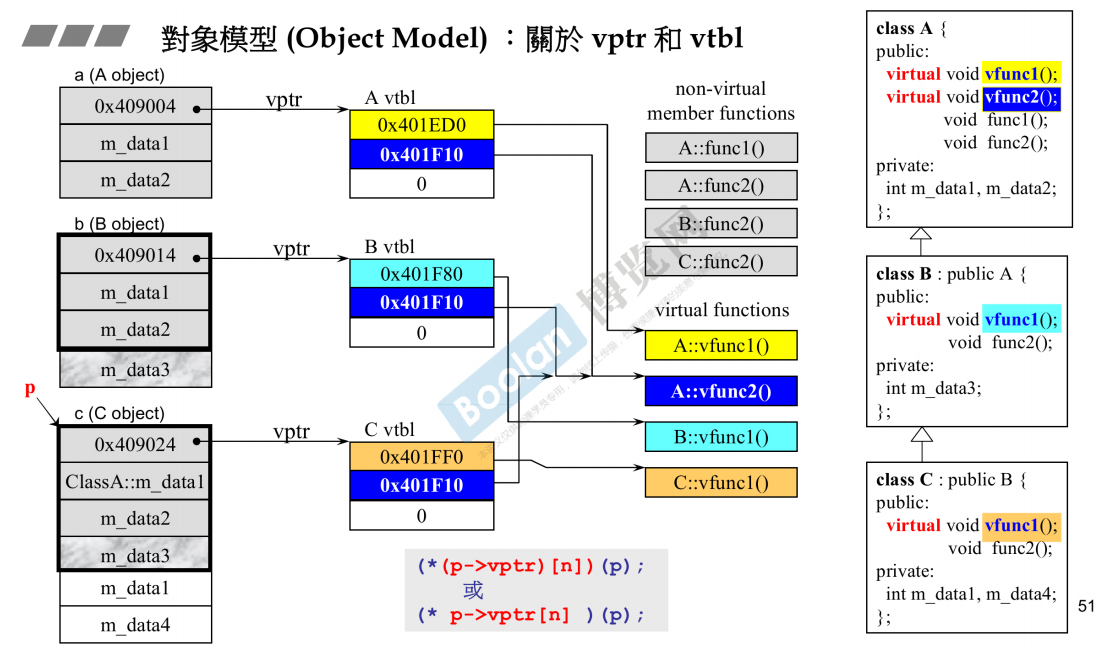 對象模型 (Object Model) ：關於 vptr 和 vtbl
a (A object)
0x409004
m_data1
m_data2
vptr
A vtbl
0x401ED0
0x401F10
0
b (B object)
0x409014
m_data1
m_data2
m_data3
vptr
B vtbl
0x401F80
0x401F10
0
p
c (C object)
0x409024
ClassA::m_data1
m_data2
m_data3
m_data1
m_data4
vptr
C vtbl
0x401FF0
0x401F10
0
non-virtual
member functions
A::func1()
A::func2()
B::func2()
C::func2()
virtual functions
A::vfunc1()
A::vfunc2()
B::vfunc1()
C::vfunc1()
(*(p->vptr)[n])(p);
或
(* p->vptr[n] )(p);
class A {
public:
virtual void vfunc1();
virtual void vfunc2();
void func1();
void func2();
private:
int m_data1, m_data2;
};
class B : public A {
public:
virtual void vfunc1();
void func2();
private:
int m_data3;
};
class C : public B {
public:
virtual void vfunc1();
void func2();
private:
int m_data1, m_data4;
};
51
Boolan 博览网